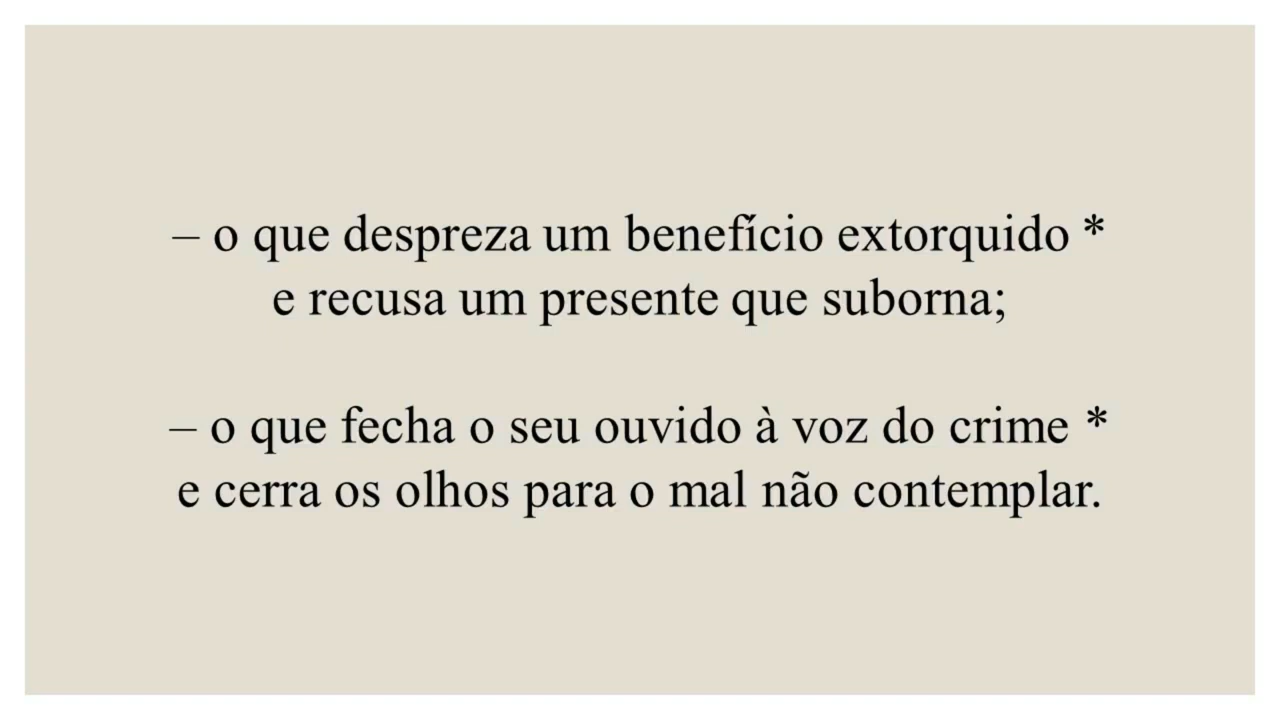 – o que despreza um benefício extorquido *
e recusa um presente que suborna;
– o que fecha o seu ouvido à voz do crime *
e cerra os olhos para o mal não contemplar.